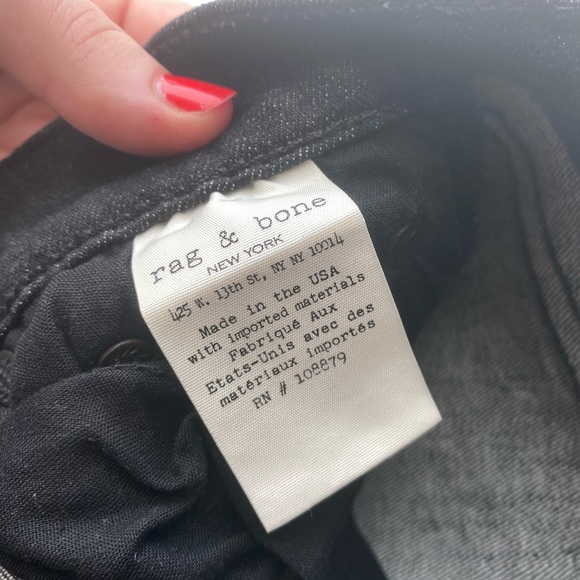 rag & bone
NEW YORK
425 W. 13th St, NY NY 10014
Made in the USA
with imported materials
Fabriqué Aux
Etats-Unis avec des
matériaux importés
RN # 108879